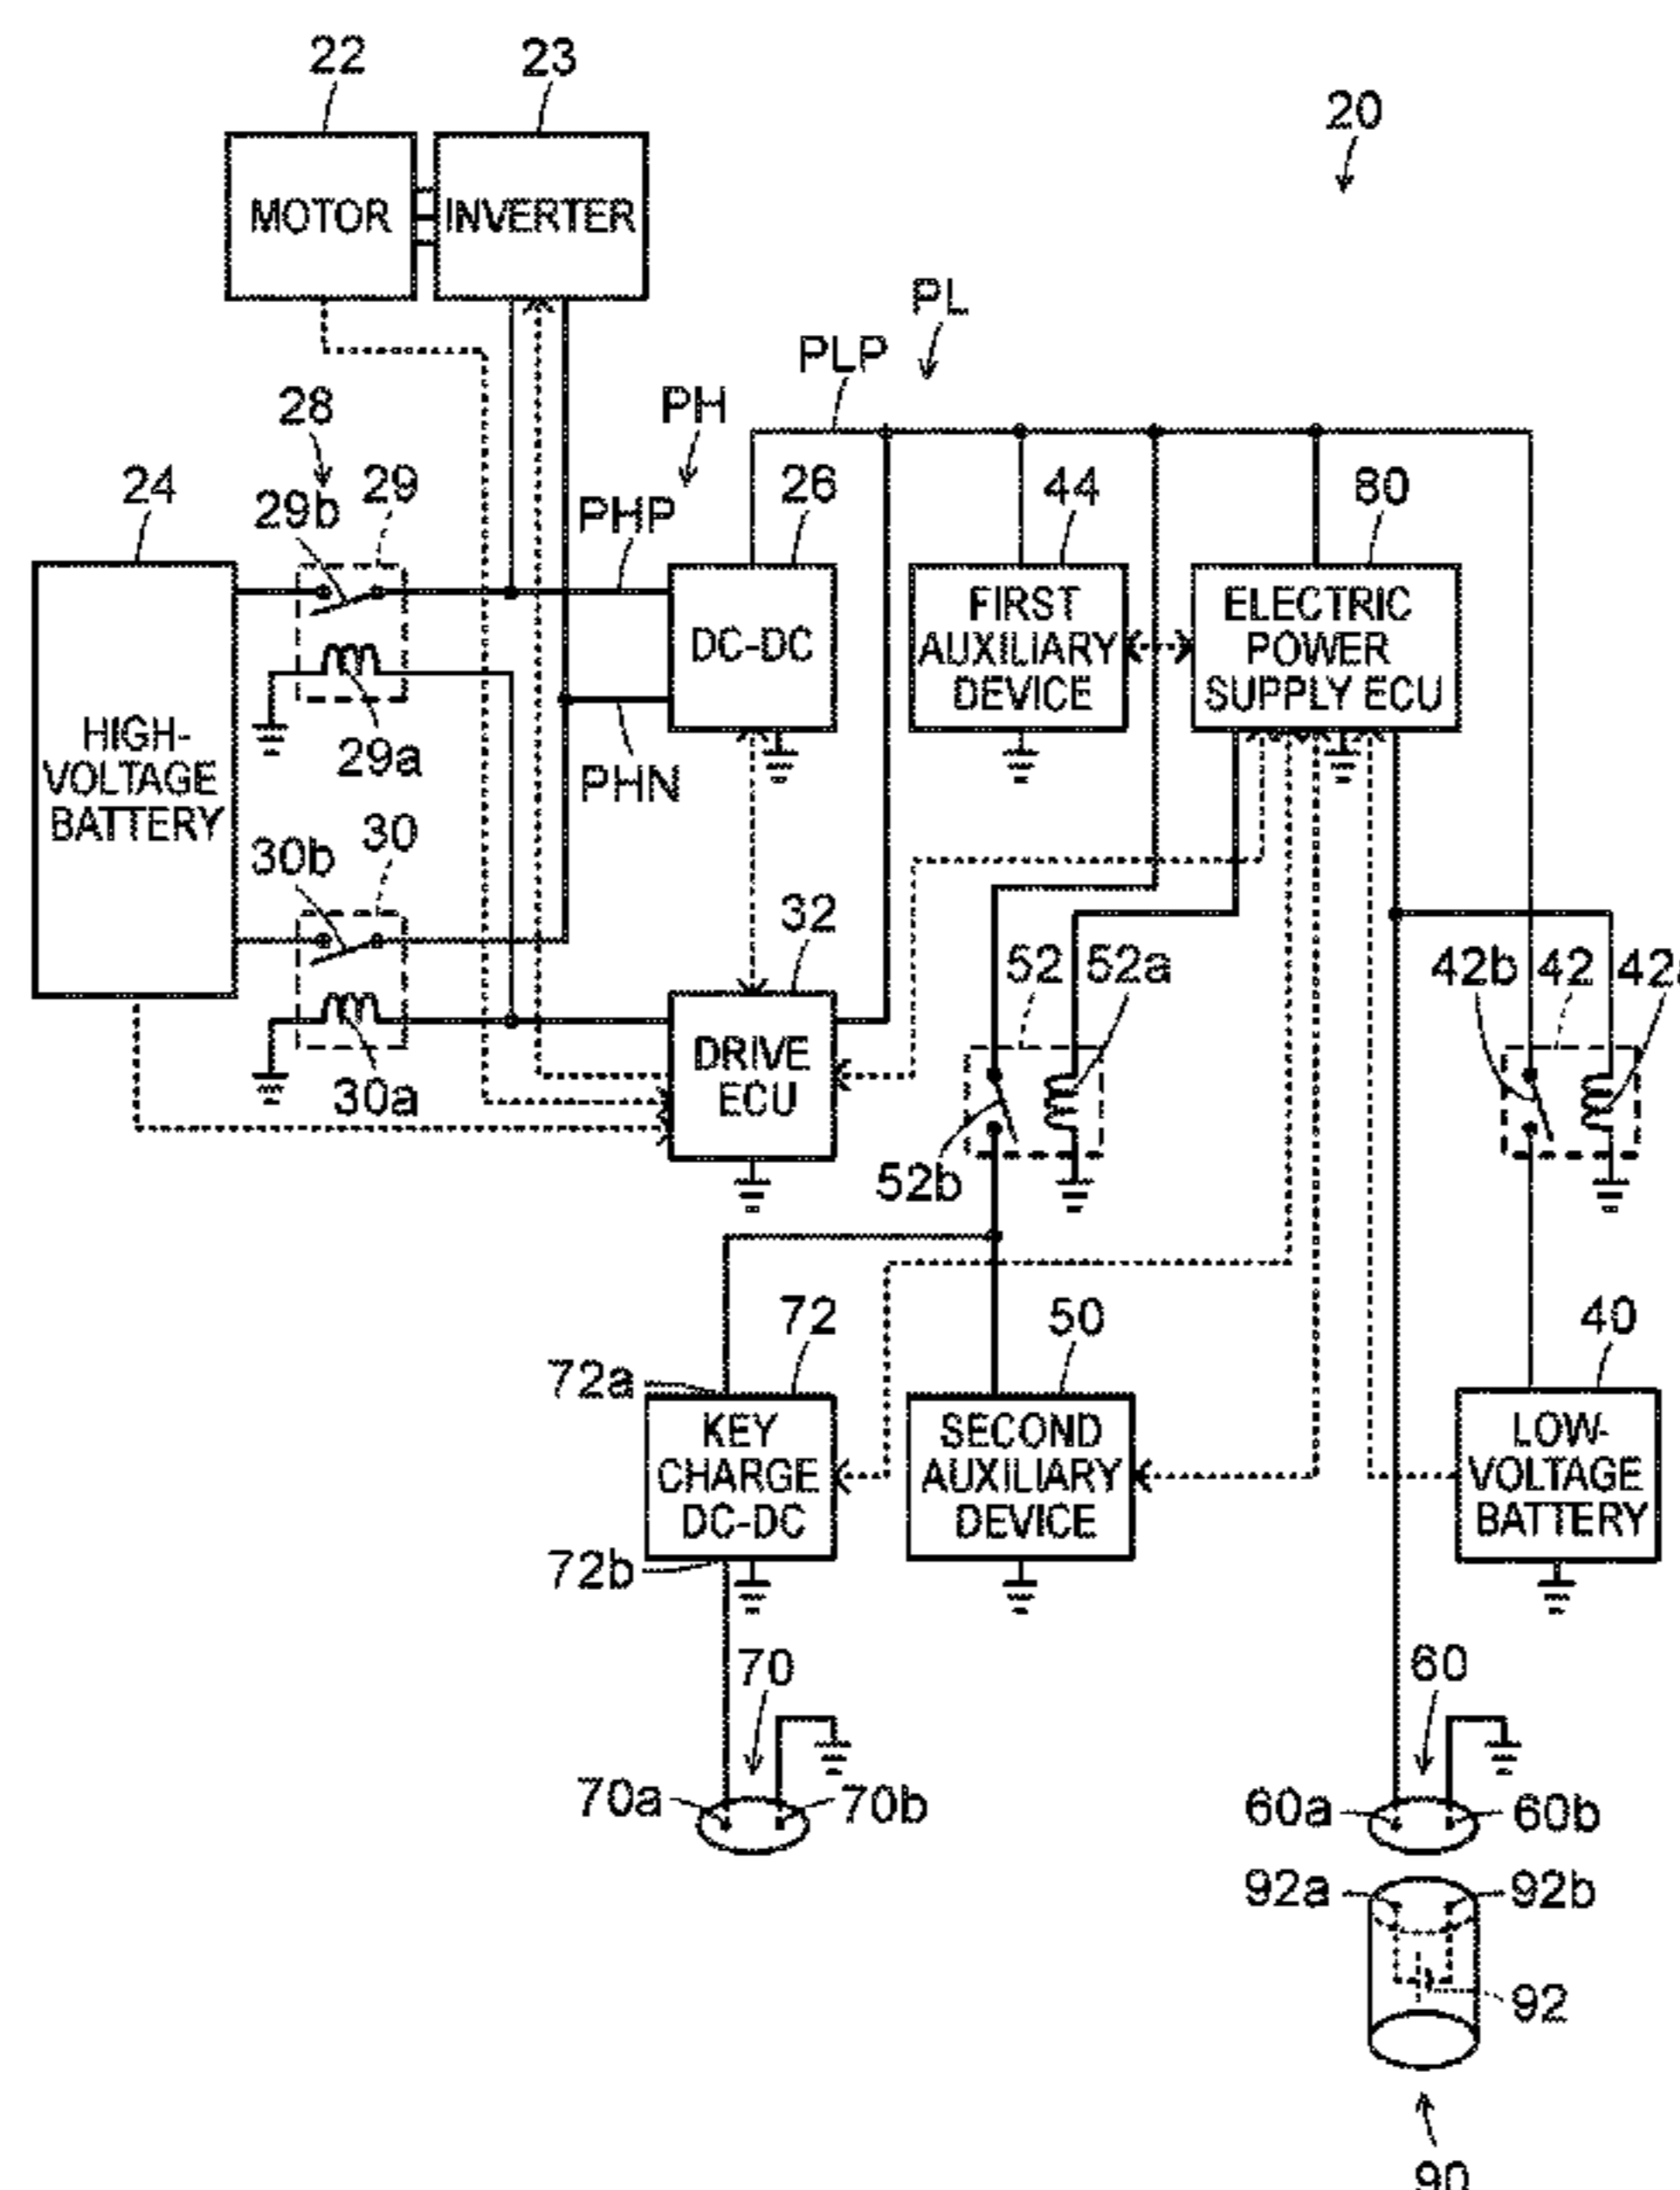 22
23
20
MOTOR
INVERTER
PL
PLP
28
PH
24
29b
29
PHP
26
44
80
HIGH-
VOLTAGE
BATTERY
DC-DC
FIRST
AUXILIARY
DEVICE
ELECTRIC
POWER
SUPPLY ECU
29a
PHN
30b
30
32
52
52a
42b
42
DRIVE
ECU
30a
52b
72
50
40
72a
KEY
CHARGE
DC-DC
SECOND
AUXILIARY
DEVICE
LOW-
VOLTAGE
BATTERY
72b
70
60
70a
70b
60a
60b
92a
92b
92
90